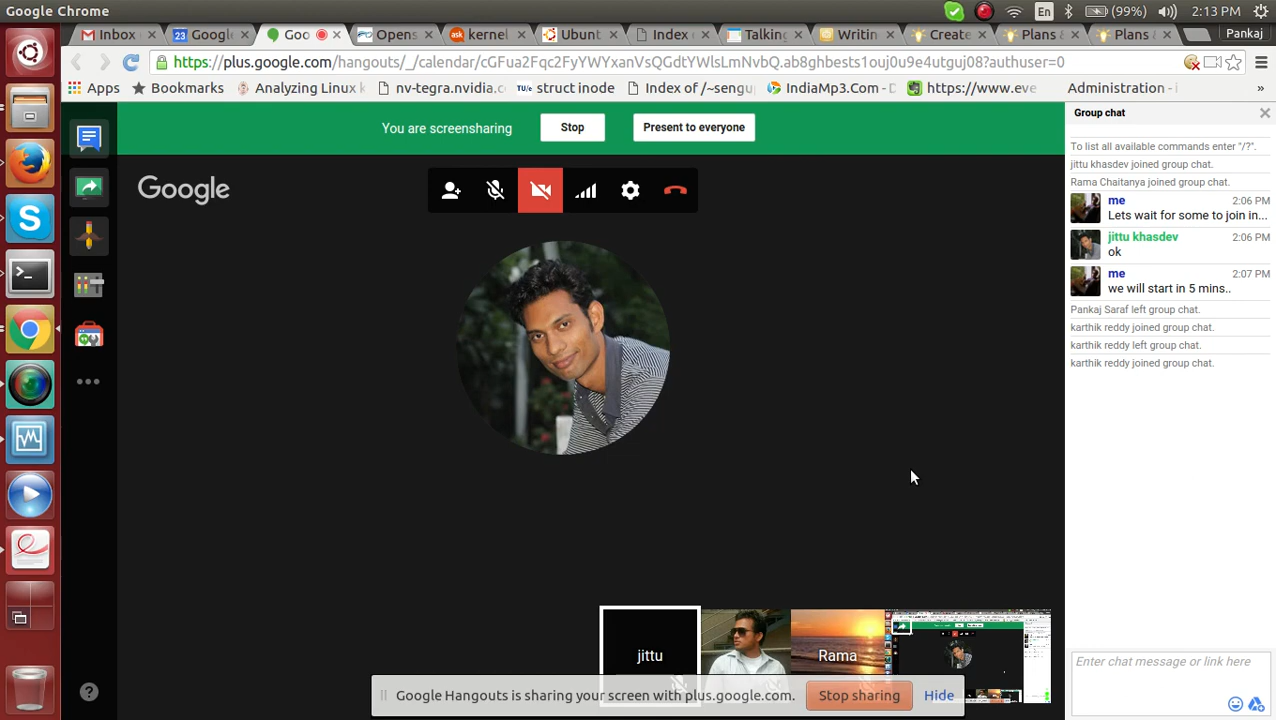 Google Chrome
En
(99%)
2:13 PM
Inbox
Google
Goo
Opens
kernel
Ubunt
Index
Talking
Writin
Create
Plans &
Plans &
Pankaj
https://plus.google.com/hangouts/_/calendar/cGFua2Fqc2FyYWYxanVsQGdtYWlsLmNvbQ.ab8ghbests1ouj0u9e4utguj08?authuser=0
Apps
Bookmarks
Analyzing Linux k
nv-tegra.nvidia.c
TU/e
struct inode
Index of /~sengu
IndiaMp3.Com - D
https://www.eve
Administration - i
»
You are screensharing
Stop
Present to everyone
Google
Group chat
To list all available commands enter "/?".
jittu khasdev joined group chat.
Rama Chaitanya joined group chat.
me 2:06 PM
Lets wait for some to join in...
jittu khasdev 2:06 PM
ok
me 2:07 PM
we will start in 5 mins..
Pankaj Saraf left group chat.
karthik reddy joined group chat.
karthik reddy left group chat.
karthik reddy joined group chat.
jittu
Rama
Google Hangouts is sharing your screen with plus.google.com.
Stop sharing
Hide
Enter chat message or link here